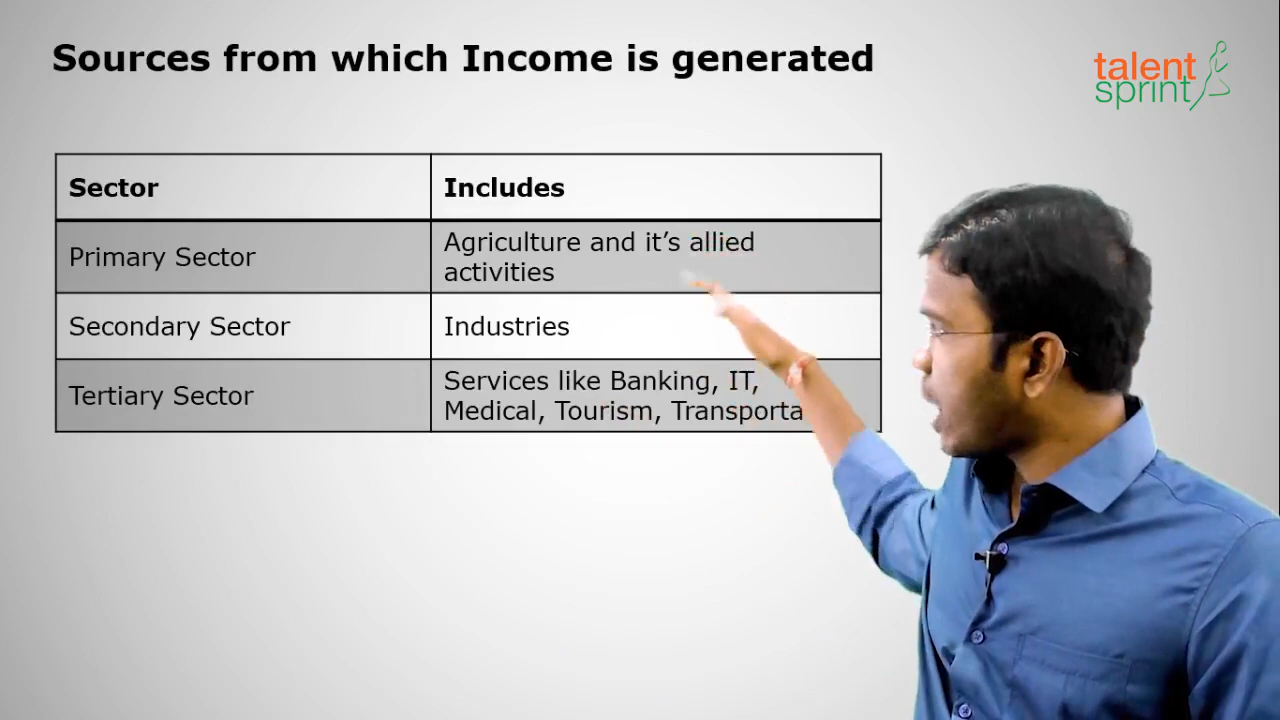 Sources from which Income is generated
talent
sprint
Sector
Includes
Primary Sector
Agriculture and it’s allied
activities
Secondary Sector
Industries
Tertiary Sector
Services like Banking, IT,
Medical, Tourism,